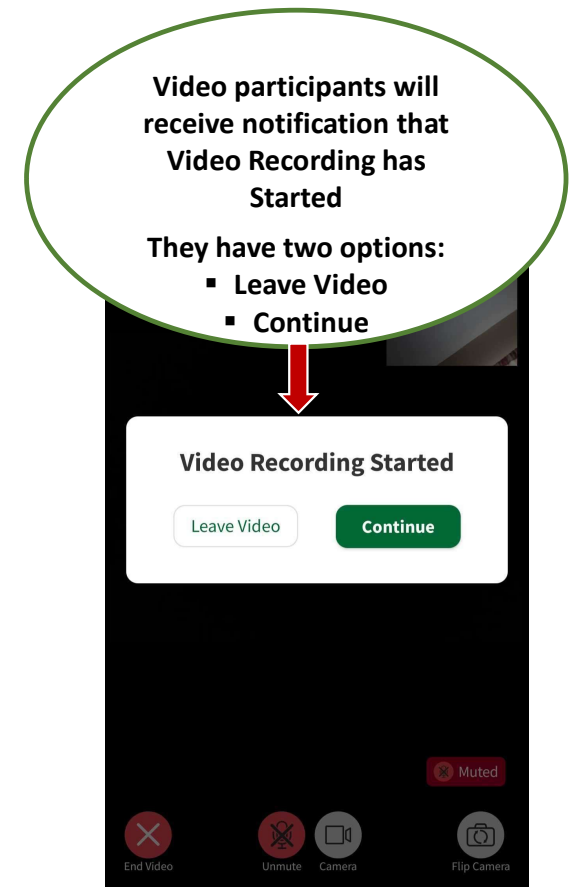 Video participants will
receive notification that
Video Recording has
Started
They have two options:
▪ Leave Video
▪ Continue
Video Recording Started
Leave Video
Continue
Muted
End Video
Unmute
Camera
Flip Camera